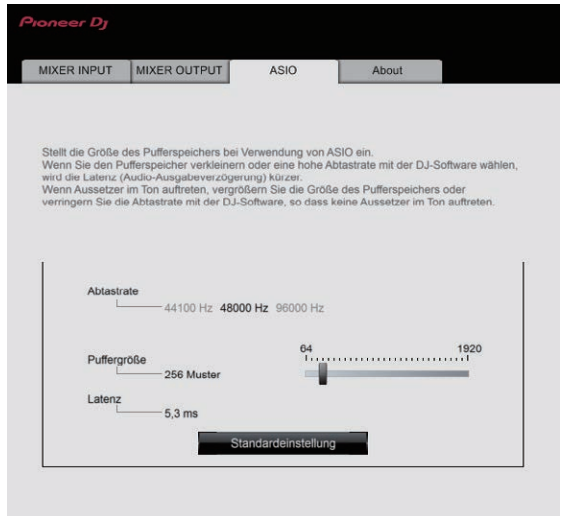 Pioneer Dj
MIXER INPUT MIXER OUTPUT ASIO About
Stellt die Größe des Pufferspeichers bei Verwendung von ASIO ein.
Wenn Sie den Pufferspeicher verkleinern oder eine hohe Abtastrate mit der DJ-Software wählen,
wird die Latenz (Audio-Ausgabeverzögerung) kürzer.
Wenn Aussetzer im Ton auftreten, vergrößern Sie die Größe des Pufferspeichers oder
verringern Sie die Abtastrate mit der DJ-Software, so dass keine Aussetzer im Ton auftreten.
Abtastrate
44100 Hz 48000 Hz 96000 Hz
64 1920
Puffergröße
256 Muster
Latenz
5,3 ms
Standardeinstellung